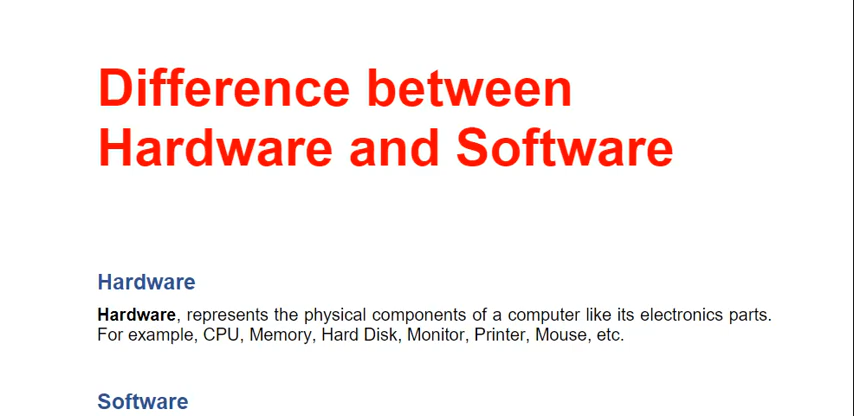 Difference between
Hardware and Software
Hardware
Hardware, represents the physical components of a computer like its electronics parts.
For example, CPU, Memory, Hard Disk, Monitor, Printer, Mouse, etc.
Software